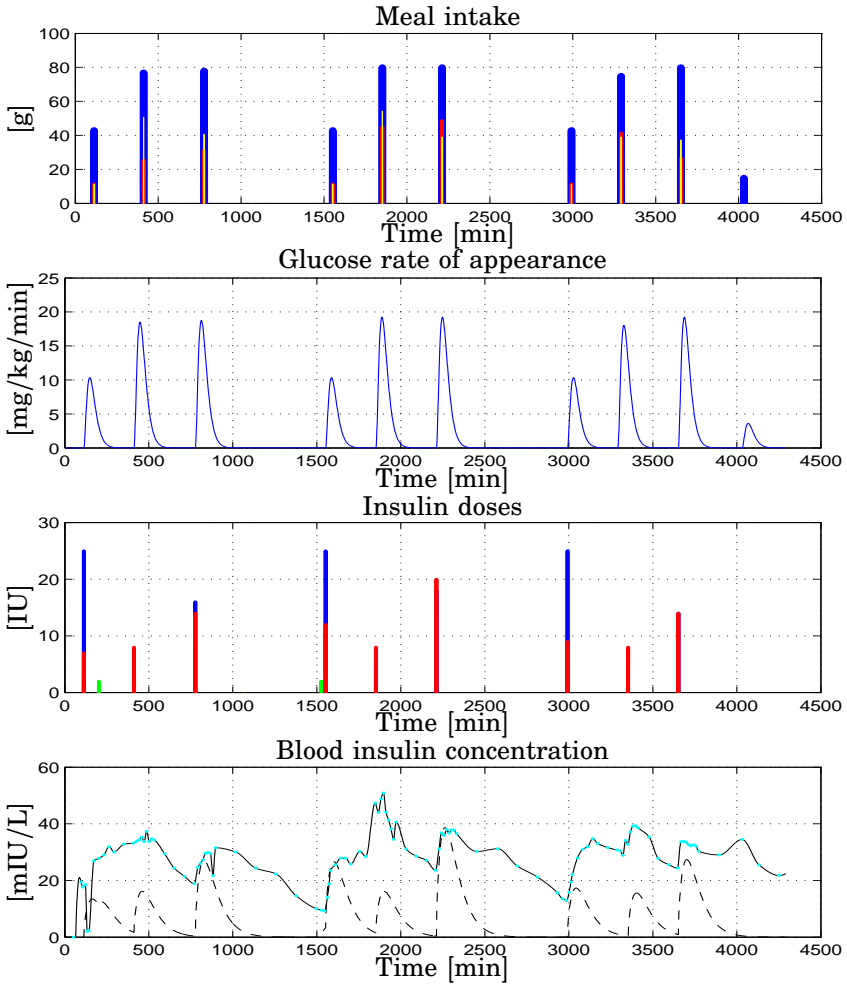 Meal intake
100
80
60
40
20
0
[g]
0 500 1000 1500 2000 2500 3000 3500 4000 4500
Time [min]
Glucose rate of appearance
25
20
15
10
5
0
[mg/kg/min]
0 500 1000 1500 2000 2500 3000 3500 4000 4500
Time [min]
Insulin doses
30
20
10
0
[IU]
0 500 1000 1500 2000 2500 3000 3500 4000 4500
Time [min]
Blood insulin concentration
60
40
20
0
[mIU/L]
0 500 1000 1500 2000 2500 3000 3500 4000 4500
Time [min]